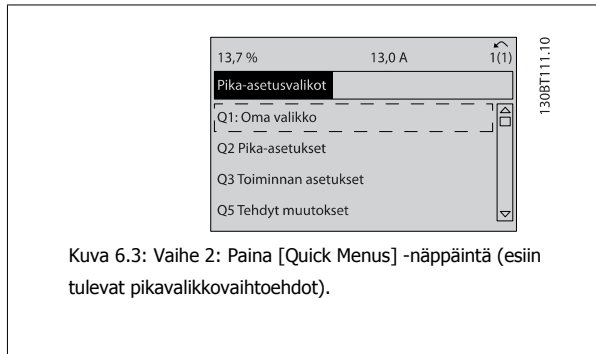 13,7 % 13,0 A 1(1)
Pika-asetusvalikot
Q1: Oma valikko
Q2 Pika-asetukset
Q3 Toiminnan asetukset
Q5 Tehdyt muutokset
130BT111.10
Kuva 6.3: Vaihe 2: Paina [Quick Menus] -näppäintä (esiin
tulevat pikavalikkovaihtoehdot).